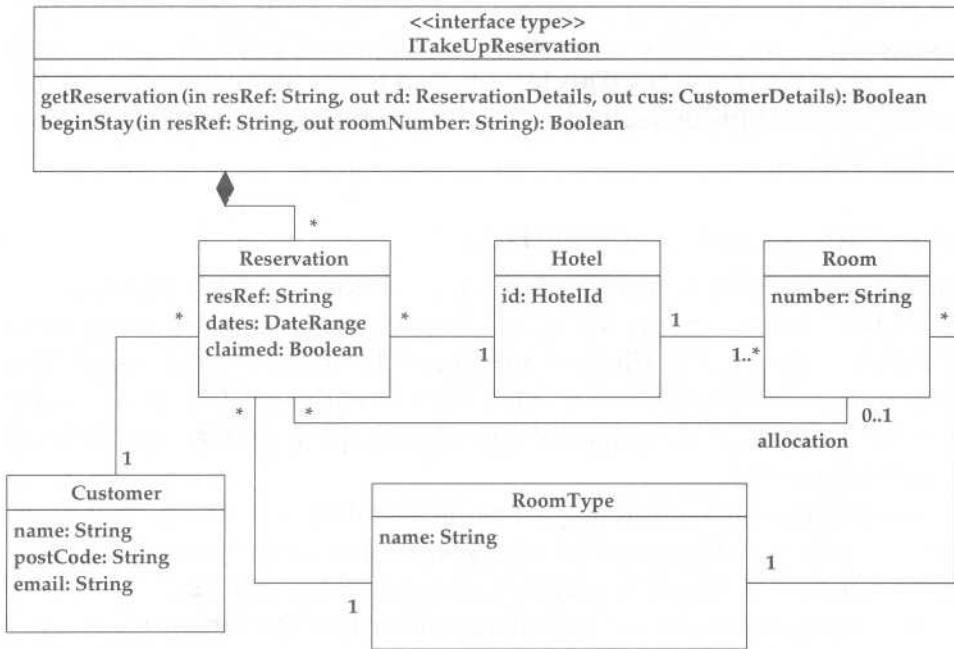 <<interface type>>
ITakeUpReservation
getReservation(in resRef: String, out rd: ReservationDetails, out cus: CustomerDetails): Boolean
beginStay(in resRef: String, out roomNumber: String): Boolean
*
Reservation
resRef: String
dates: DateRange
claimed: Boolean
Hotel
id: HotelId
Room
number: String
*
*
1
1
1..*
*
*
*
0..1
allocation
1
Customer
name: String
postCode: String
email: String
RoomType
name: String
1
1